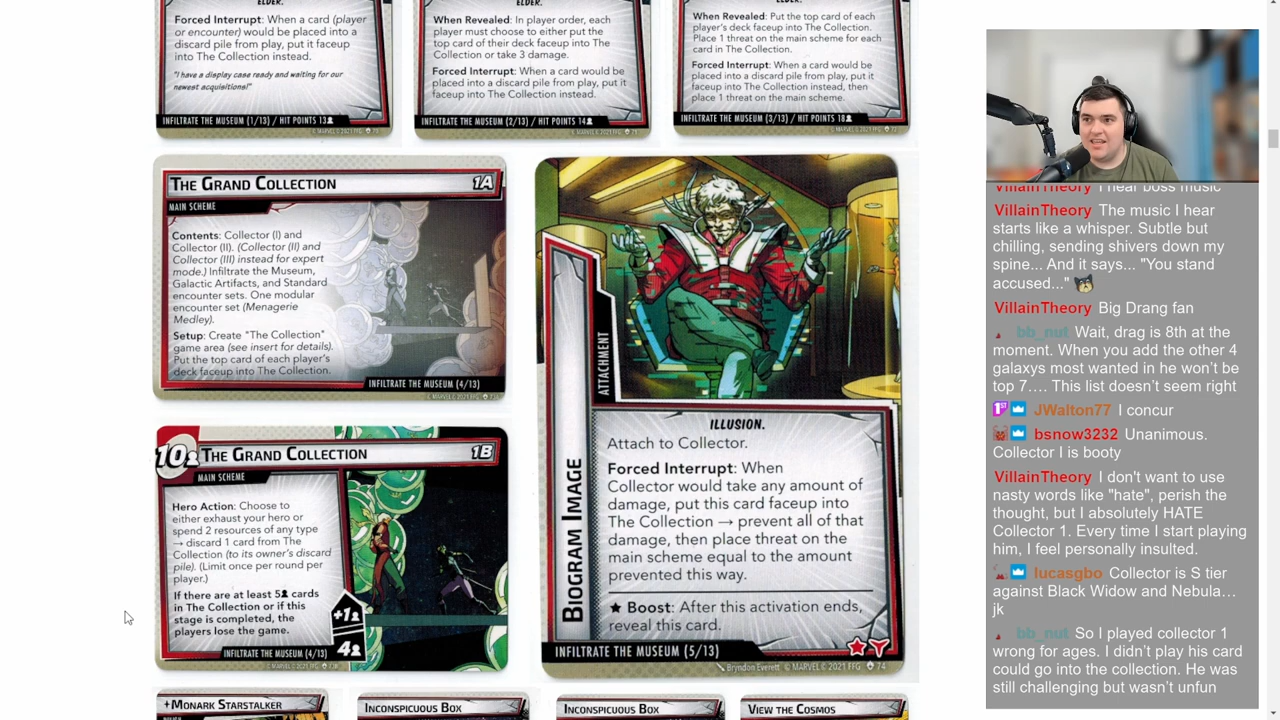 ELDER.
Forced Interrupt: When a card (player
or encounter) would be placed into a
discard pile from play, put it faceup
into The Collection instead.
"I have a display case ready and waiting for our
newest acquisitions!"
INFILTRATE THE MUSEUM (1/13) / HIT POINTS 13
ELDER.
When Revealed: In player order, each
player must choose to either put the
top card of their deck faceup into The
Collection or take 3 damage.
Forced Interrupt: When a card would be
placed into a discard pile from play, put it
faceup into The Collection instead.
INFILTRATE THE MUSEUM (2/13) / HIT POINTS 14
ELDER.
When Revealed: Put the top card of each
player's deck faceup into The Collection.
Place 1 threat on the main scheme for each
card in The Collection.
Forced Interrupt: When a card would be
placed into a discard pile from play, put it
faceup into The Collection instead, then
place 1 threat on the main scheme.
INFILTRATE THE MUSEUM (3/13) / HIT POINTS 18
THE GRAND COLLECTION 1A
MAIN SCHEME
Contents: Collector (I) and
Collector (II). (Collector (II) and
Collector (III) instead for expert
mode.) Infiltrate the Museum,
Galactic Artifacts, and Standard
encounter sets. One modular
encounter set (Menagerie
Medley).
Setup: Create "The Collection"
game area (see insert for details).
Put the top card of each player's
deck faceup into The Collection.
INFILTRATE THE MUSEUM (4/13)
10 THE GRAND COLLECTION 1B
MAIN SCHEME
Hero Action: Choose to
either exhaust your hero or
spend 2 resources of any type
→ discard 1 card from The
Collection (to its owner's discard
pile). (Limit once per round per
player.)
If there are at least 5 cards
in The Collection or if this
stage is completed, the
players lose the game.
+1
4
INFILTRATE THE MUSEUM (4/13)
ATTACHMENT
BIOGRAM IMAGE
ILLUSION.
Attach to Collector.
Forced Interrupt: When
Collector would take any amount of
damage, put this card faceup into
The Collection → prevent all of that
damage, then place threat on the
main scheme equal to the amount
prevented this way.
★ Boost: After this activation ends,
reveal this card.
INFILTRATE THE MUSEUM (5/13)
Bryndon Everett © MARVEL © 2021 FFG 74
+MONARK STARSTALKER
INCONSPICUOUS BOX
INCONSPICUOUS BOX
VIEW THE COSMOS
VillainTheory I hear boss music
VillainTheory The music I hear
starts like a whisper. Subtle but
chilling, sending shivers down my
spine... And it says... "You stand
accused..."
VillainTheory Big Drang fan
bb_nut Wait, drag is 8th at the
moment. When you add the other 4
galaxys most wanted in he won't be
top 7.... This list doesn't seem right
1ST JWalton77 I concur
bsnow3232 Unanimous.
Collector I is booty
VillainTheory I don't want to use
nasty words like "hate", perish the
thought, but I absolutely HATE
Collector 1. Every time I start playing
him, I feel personally insulted.
lucasgbo Collector is S tier
against Black Widow and Nebula…
jk
bb_nut So I played collector 1
wrong for ages. I didn't play his card
could go into the collection. He was
still challenging but wasn't unfun